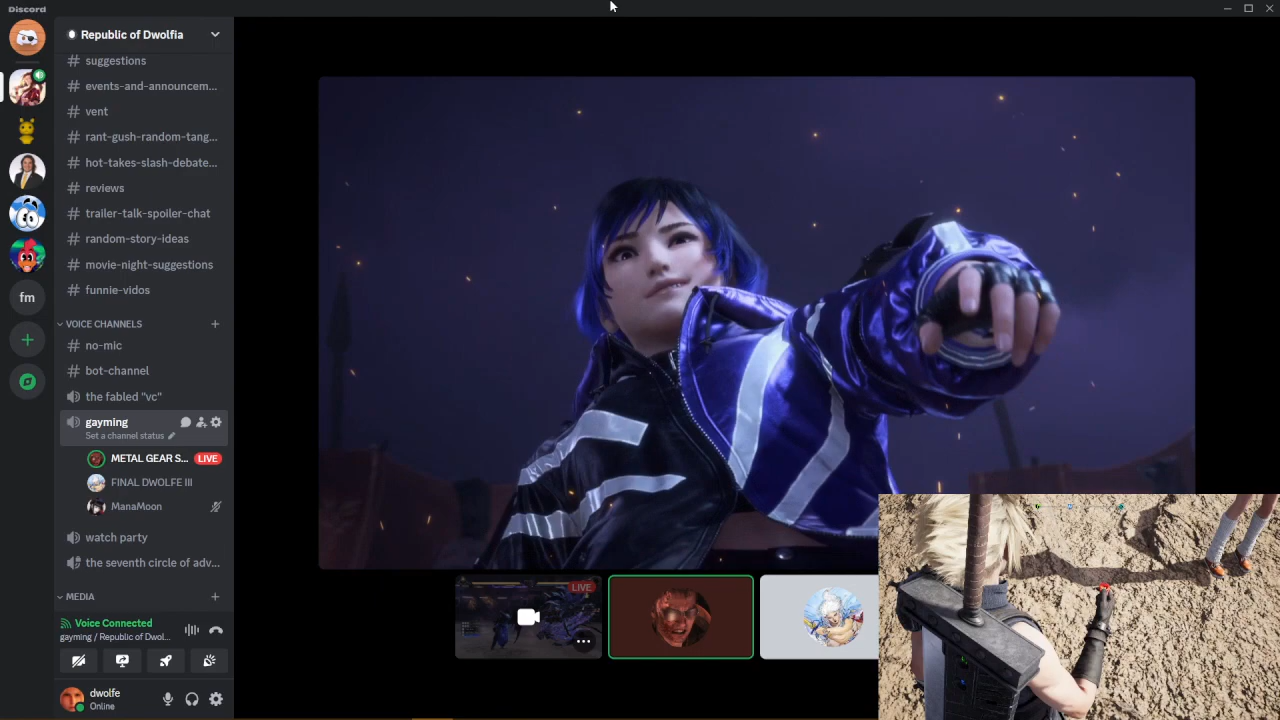 Discord
Republic of Dwolfia
suggestions
events-and-announcem...
vent
rant-gush-random-tang...
hot-takes-slash-debate...
reviews
trailer-talk-spoiler-chat
random-story-ideas
movie-night-suggestions
funnie-vidos
fm
VOICE CHANNELS
no-mic
bot-channel
the fabled "vc"
gayming
Set a channel status
METAL GEAR S... LIVE
FINAL DWOLFE III
ManaMoon
watch party
the seventh circle of adv...
MEDIA
Voice Connected
gayming / Republic of Dwol...
dwolfe
Online
LIVE